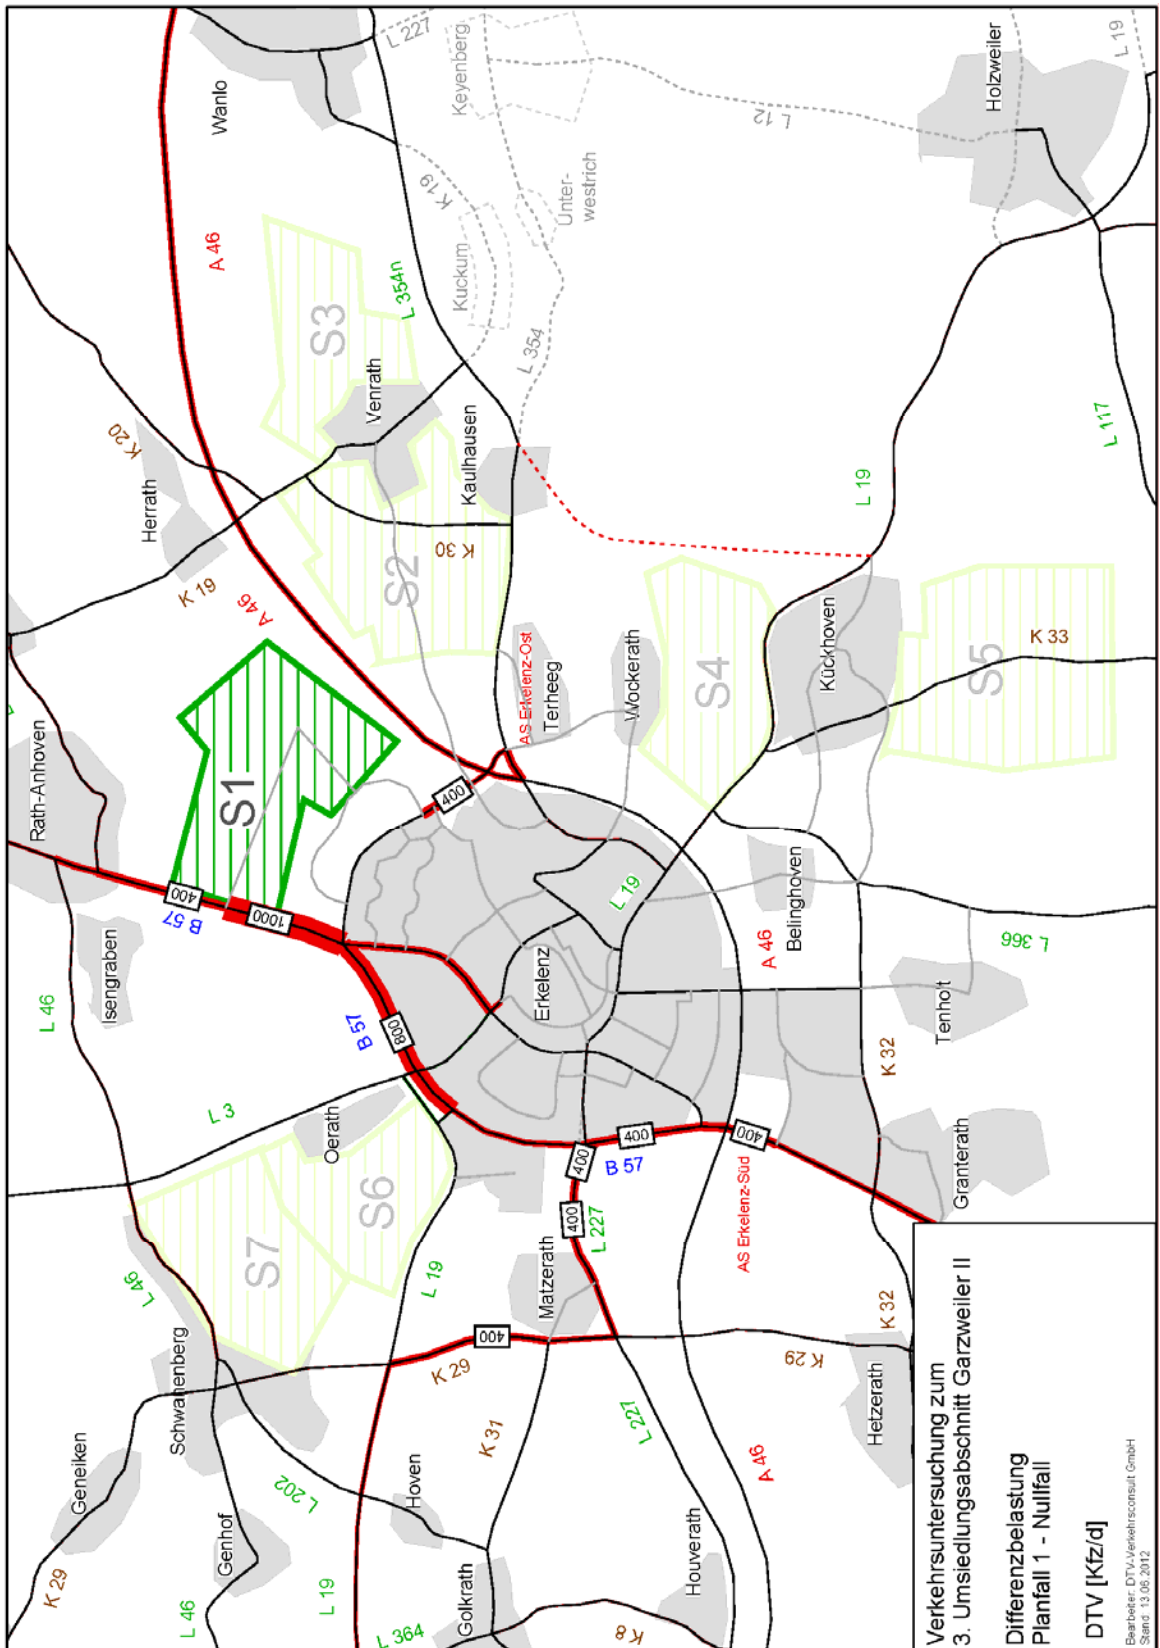 L 227
Wanlo
Keyenberg
Holzweiler
L 19
L 12
K 19
Unter-
westrich
A 46
Kuckum
L 354n
S3
L 354
Venrath
K 20
Kaulhausen
L 117
Herrath
L 19
K 30
S2
K 19
A 46
AS Erkelenz-Ost
Terheeg
Wockerath
S4
Kückhoven
K 33
S5
Rath-Anhoven
S1
400
400
1000
B 57
L 19
Belinghoven
A 46
L 366
Isengraben
L 46
Erkelenz
Tenholt
B 57
800
K 32
L 3
Oerath
400
400
B 57
400
400
L 227
AS Erkelenz-Süd
Granterath
S6
S7
L 46
L 19
Matzerath
K 32
Schwanenberg
400
K 29
K 29
Hetzerath
Geneiken
K 31
L 227
A 46
L 202
Hoven
Genhof
K 29
L 46
L 19
L 364
Golkrath
Houverath
K 8
Verkehrsuntersuchung zum
3. Umsiedlungsabschnitt Garzweiler II
Differenzbelastung
Planfall 1 - Nullfall
DTV [Kfz/d]
Bearbeiter: DTV-Verkehrsconsult GmbH
Stand: 13.06.2012